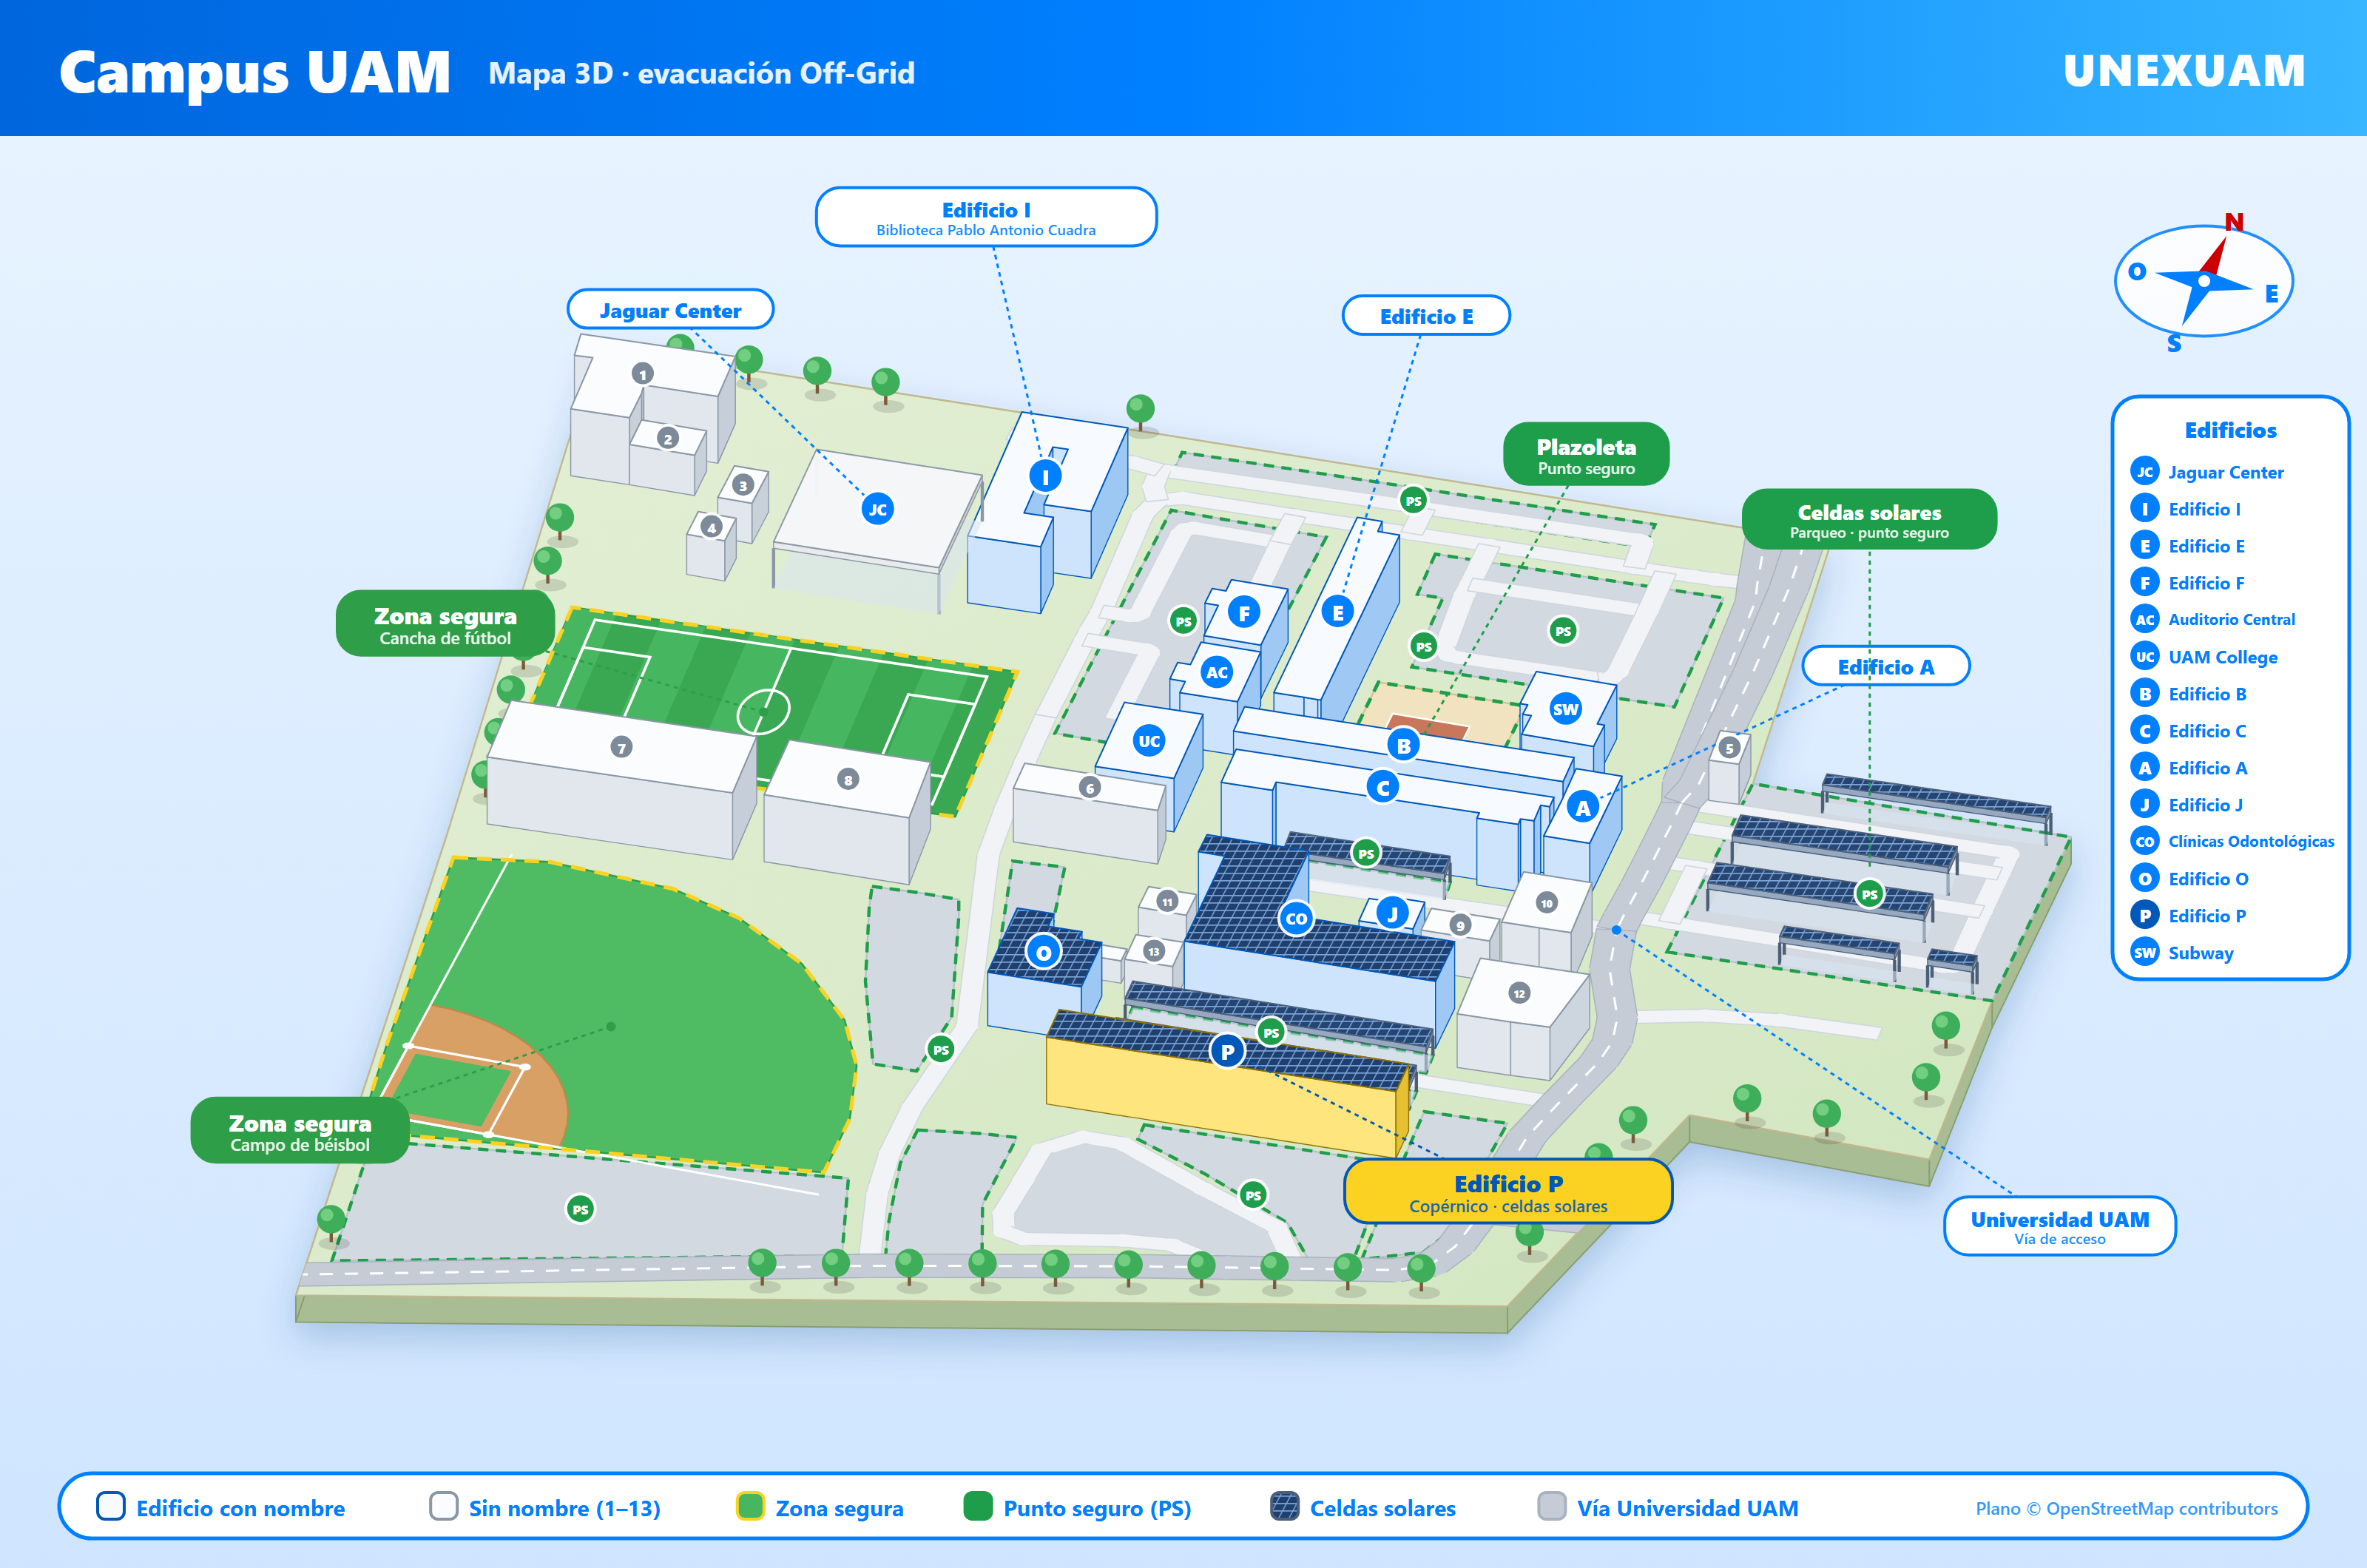 Campus UAM
Mapa 3D · evacuación Off-Grid
UNEXUAM
Edificio I
Biblioteca Pablo Antonio Cuadra
Jaguar Center
Edificio E
Plazoleta
Punto seguro
Celdas solares
Parqueo · punto seguro
Zona segura
Cancha de fútbol
Edificio A
Zona segura
Campo de béisbol
Edificio P
Copérnico · celdas solares
Universidad UAM
Vía de acceso
N
O
E
S
1
2
3
4
JC
I
PS
PS
F
E
PS
PS
AC
SW
UC
B
5
7
8
6
C
A
PS
PS
11
CO
J
9
10
O
13
12
PS
PS
P
PS
PS
Edificios
JC Jaguar Center
I Edificio I
E Edificio E
F Edificio F
AC Auditorio Central
UC UAM College
B Edificio B
C Edificio C
A Edificio A
J Edificio J
CO Clínicas Odontológicas
O Edificio O
P Edificio P
SW Subway
Edificio con nombre
Sin nombre (1–13)
Zona segura
Punto seguro (PS)
Celdas solares
Vía Universidad UAM
Plano © OpenStreetMap contributors